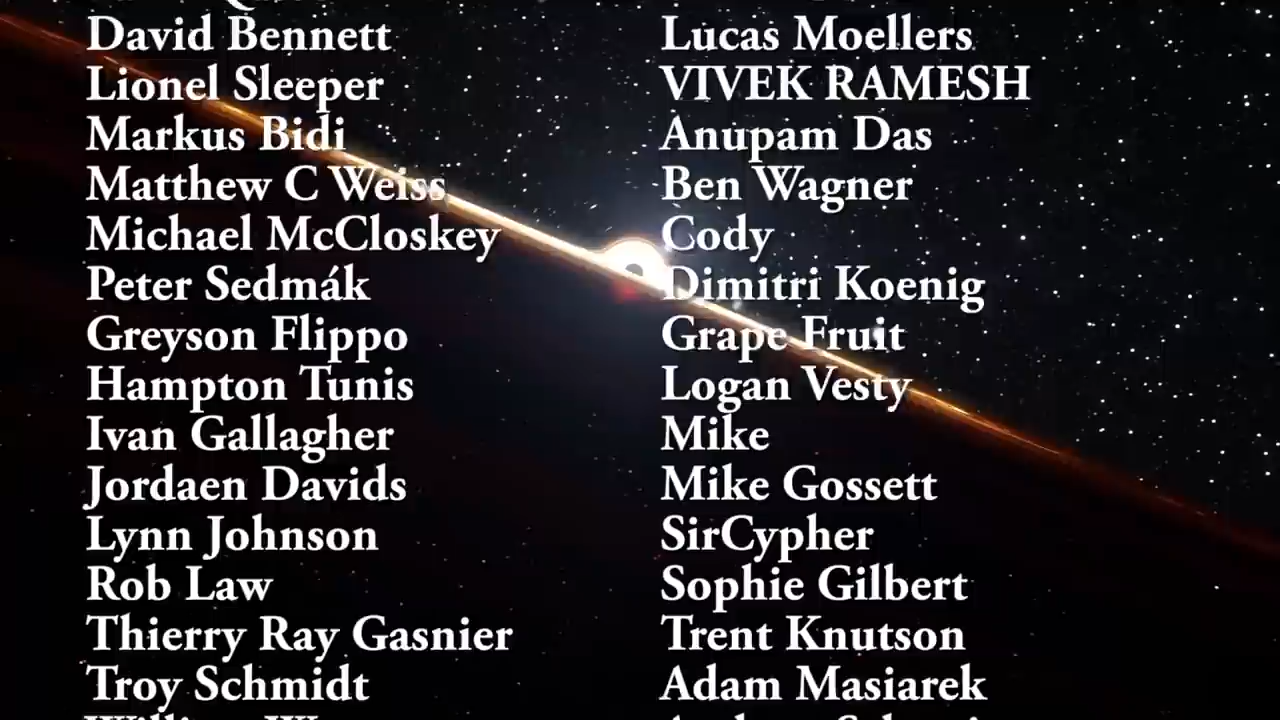 David Bennett
Lionel Sleeper
Markus Bidi
Matthew C Weiss
Michael McCloskey
Peter Sedmák
Greyson Flippo
Hampton Tunis
Ivan Gallagher
Jordaen Davids
Lynn Johnson
Rob Law
Thierry Ray Gasnier
Troy Schmidt
Lucas Moellers
VIVEK RAMESH
Anupam Das
Ben Wagner
Cody
Dimitri Koenig
Grape Fruit
Logan Vesty
Mike
Mike Gossett
SirCypher
Sophie Gilbert
Trent Knutson
Adam Masiarek